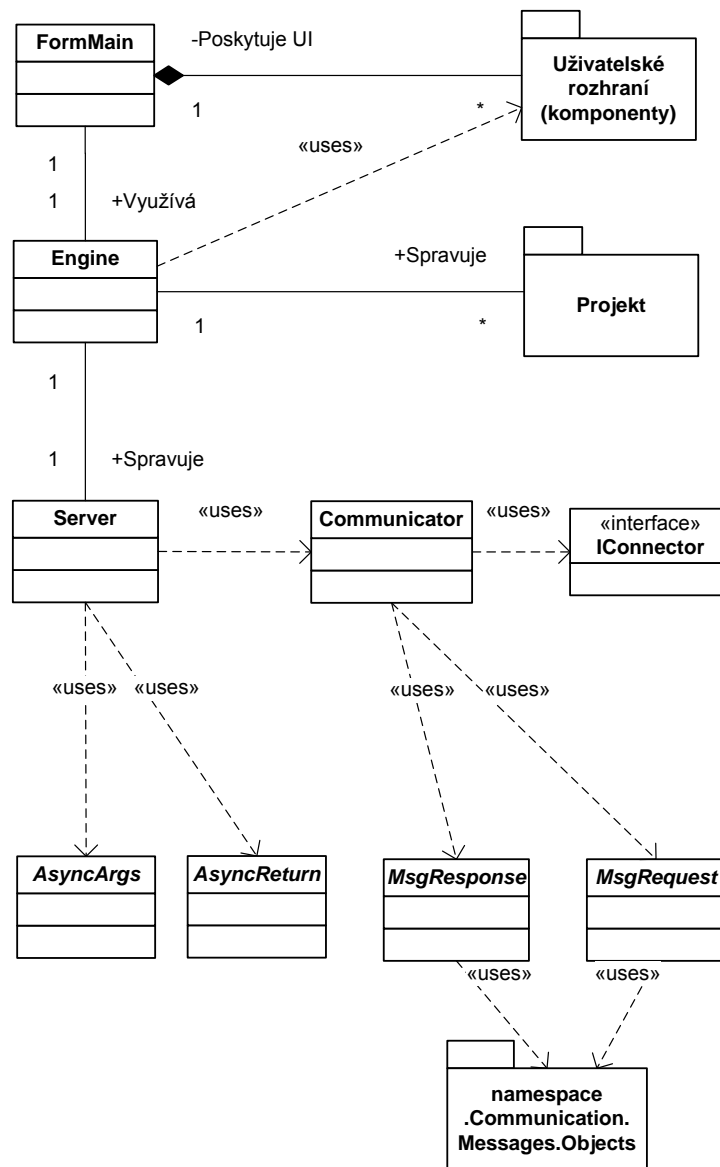 FormMain
-Poskytuje UI
Uživatelské
rozhraní
(komponenty)
1
*
«uses»
1
1
+Využívá
Engine
+Spravuje
Projekt
1
*
1
1
+Spravuje
Server
«uses»
Communicator
«uses»
«interface»
IConnector
«uses»
«uses»
«uses»
«uses»
AsyncArgs
AsyncReturn
MsgResponse
MsgRequest
«uses»
«uses»
namespace
.Communication.
Messages.Objects